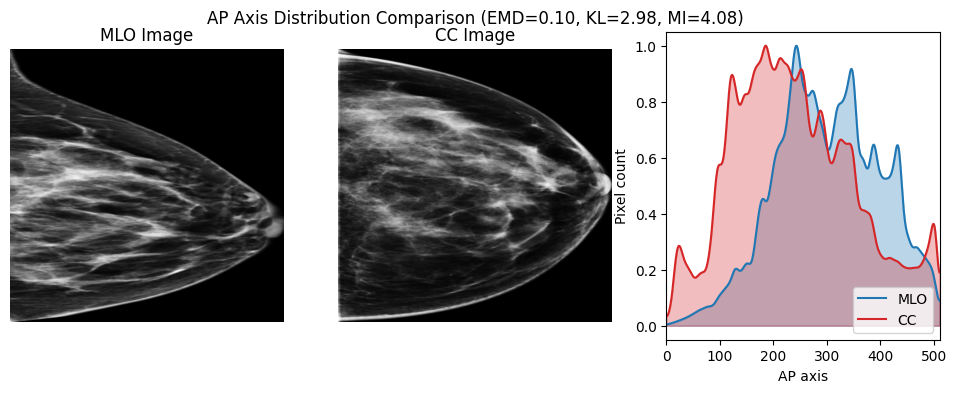 AP Axis Distribution Comparison (EMD=0.10, KL=2.98, MI=4.08)
MLO Image
CC Image
Pixel count
1.0
0.8
0.6
0.4
0.2
0.0
MLO
CC
0 100 200 300 400 500
AP axis